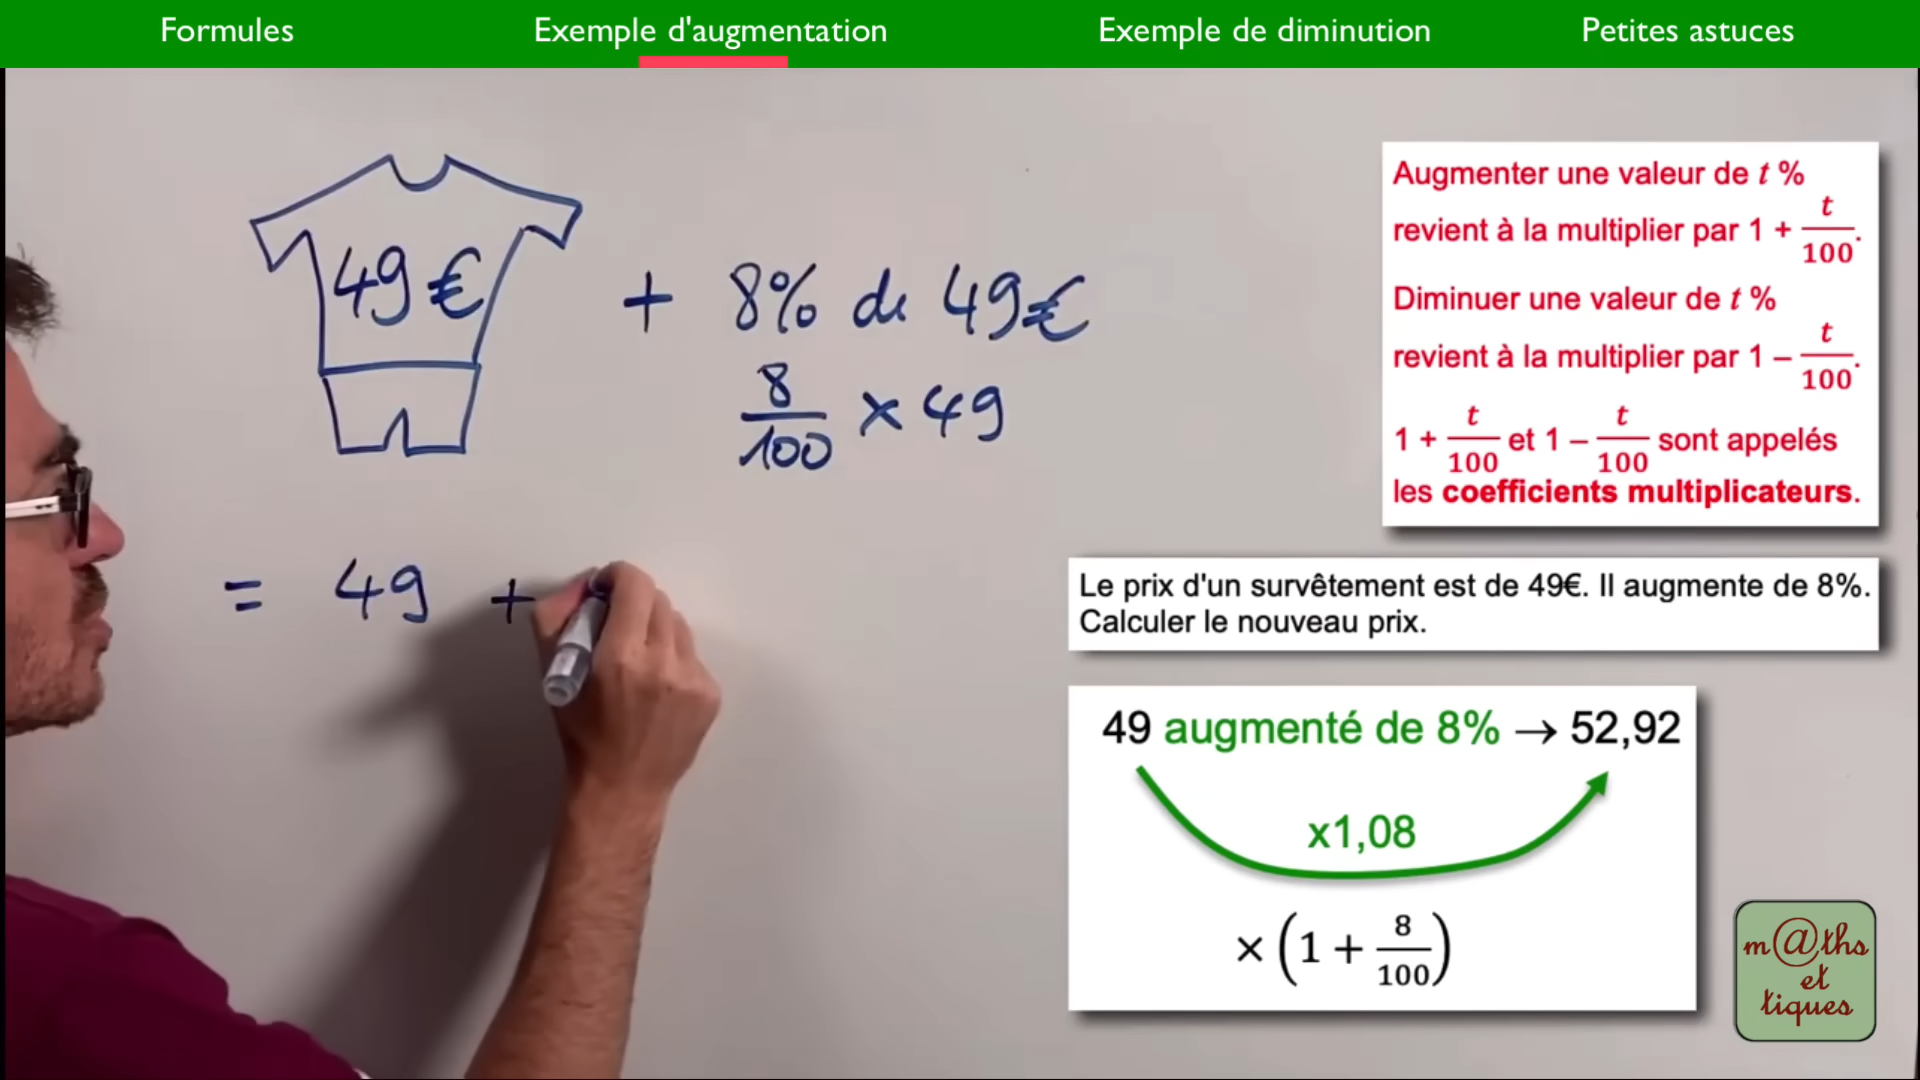 Formules
Exemple d'augmentation
Exemple de diminution
Petites astuces
49€ + 8% de 49€
8/100 × 49
= 49 +
Augmenter une valeur de t %
revient à la multiplier par 1 + t/100.
Diminuer une valeur de t %
revient à la multiplier par 1 – t/100.
1 + t/100 et 1 – t/100 sont appelés
les coefficients multiplicateurs.
Le prix d'un survêtement est de 49€. Il augmente de 8%.
Calculer le nouveau prix.
49 augmenté de 8% → 52,92
x1,08
× (1 + 8/100)
m@ths
et
tiques